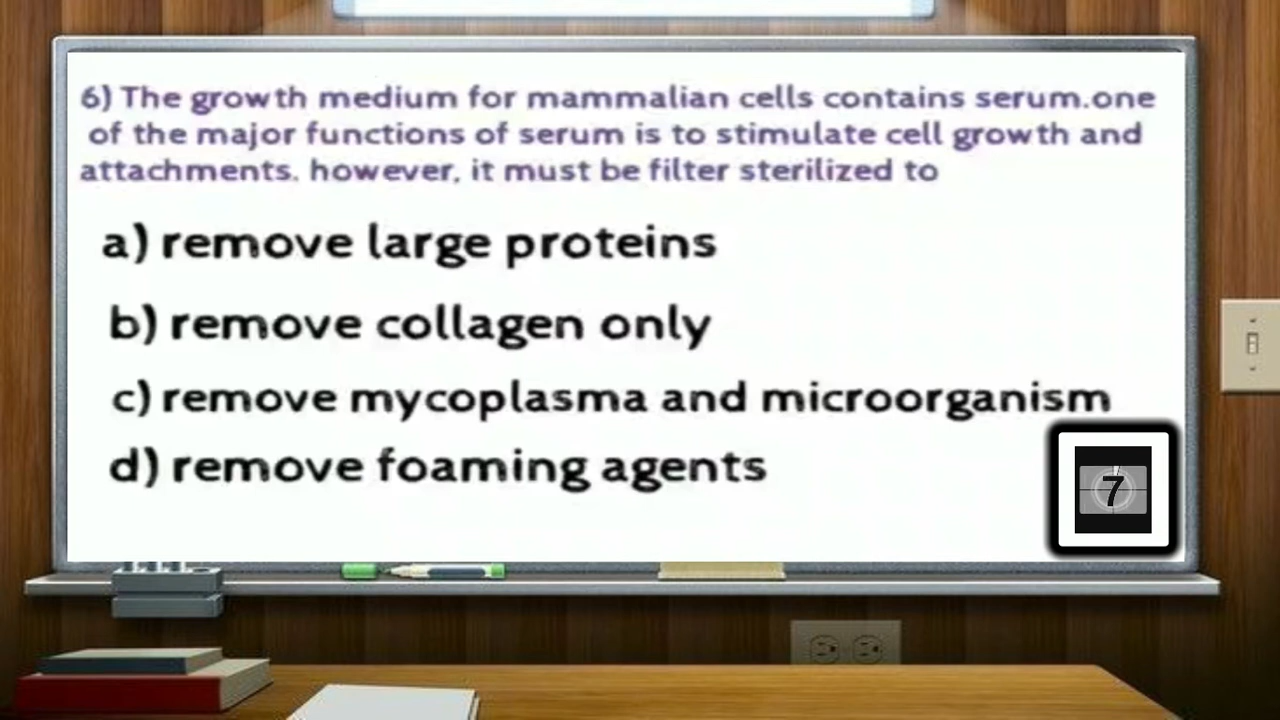 6) The growth medium for mammalian cells contains serum.one
of the major functions of serum is to stimulate cell growth and
attachments. however, it must be filter sterilized to
a) remove large proteins
b) remove collagen only
c) remove mycoplasma and microorganism
d) remove foaming agents
7